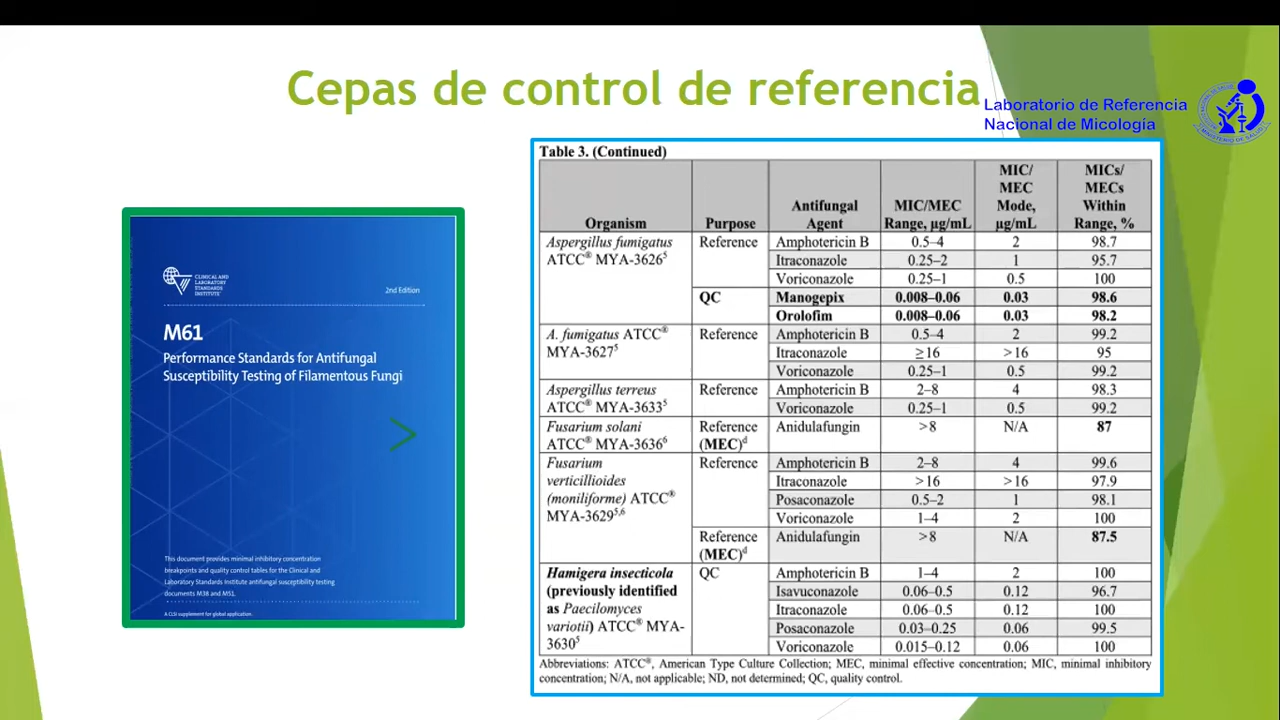 Cepas de control de referencia
Laboratorio de Referencia
Nacional de Micología
CLINICAL AND
LABORATORY
STANDARDS
INSTITUTE
2nd Edition
M61
Performance Standards for Antifungal
Susceptibility Testing of Filamentous Fungi
>
This document provides minimal inhibitory concentration
breakpoints and quality control tables for the Clinical and
Laboratory Standards Institute antifungal susceptibility testing
documents M38 and M51.
A CLSI supplement for global application.
Table 3. (Continued)
Organism Purpose Antifungal Agent MIC/MEC Range, µg/mL MIC/ MEC Mode, µg/mL MICs/ MECs Within Range, %
Aspergillus fumigatus Reference Amphotericin B 0.5–4 2 98.7
ATCC® MYA-3626⁵ Itraconazole 0.25–2 1 95.7
Voriconazole 0.25–1 0.5 100
QC Manogepix 0.008–0.06 0.03 98.6
Orolofim 0.008–0.06 0.03 98.2
A. fumigatus ATCC® Reference Amphotericin B 0.5–4 2 99.2
MYA-3627⁵ Itraconazole ≥16 >16 95
Voriconazole 0.25–1 0.5 99.2
Aspergillus terreus Reference Amphotericin B 2–8 4 98.3
ATCC® MYA-3633⁵ Voriconazole 0.25–1 0.5 99.2
Fusarium solani Reference Anidulafungin >8 N/A 87
ATCC® MYA-3636⁶ (MEC)ᵈ
Fusarium Reference Amphotericin B 2–8 4 99.6
verticillioides Itraconazole >16 >16 97.9
(moniliforme) ATCC® Posaconazole 0.5–2 1 98.1
MYA-3629⁵,⁶ Voriconazole 1–4 2 100
Reference Anidulafungin >8 N/A 87.5
(MEC)ᵈ
Hamigera insecticola QC Amphotericin B 1–4 2 100
(previously identified Isavuconazole 0.06–0.5 0.12 96.7
as Paecilomyces Itraconazole 0.06–0.5 0.12 100
variotii) ATCC® MYA- Posaconazole 0.03–0.25 0.06 99.5
3630⁵ Voriconazole 0.015–0.12 0.06 100
Abbreviations: ATCC®, American Type Culture Collection; MEC, minimal effective concentration; MIC, minimal inhibitory
concentration; N/A, not applicable; ND, not determined; QC, quality control.